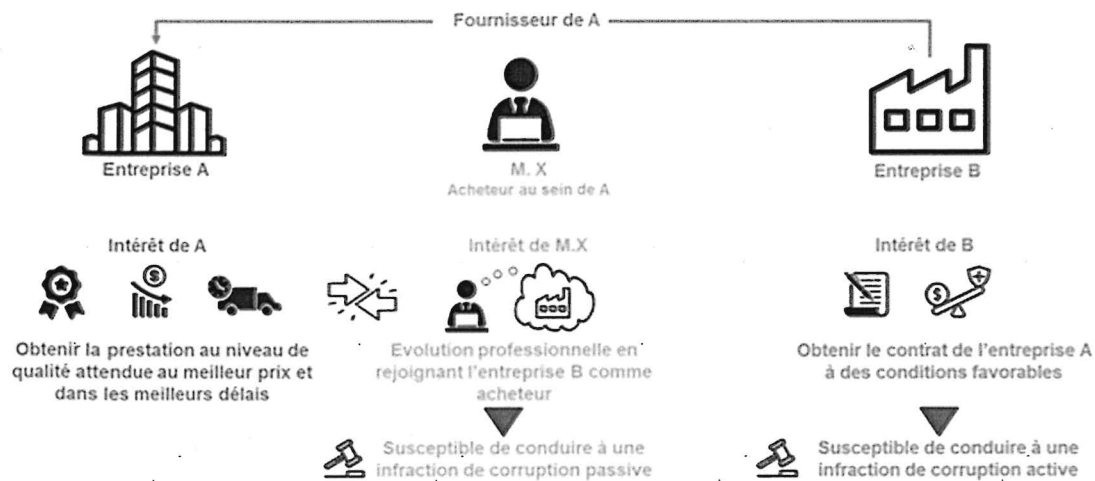 Fournisseur de A
Entreprise A
M. X
Acheteur au sein de A
Entreprise B
Intérêt de A
Intérêt de M.X
Intérêt de B
Obtenir la prestation au niveau de
qualité attendue au meilleur prix et
dans les meilleurs délais
Evolution professionnelle en
rejoignant l'entreprise B comme
acheteur
Obtenir le contrat de l'entreprise A
à des conditions favorables
Susceptible de conduire à une
infraction de corruption passive
Susceptible de conduire à une
infraction de corruption active